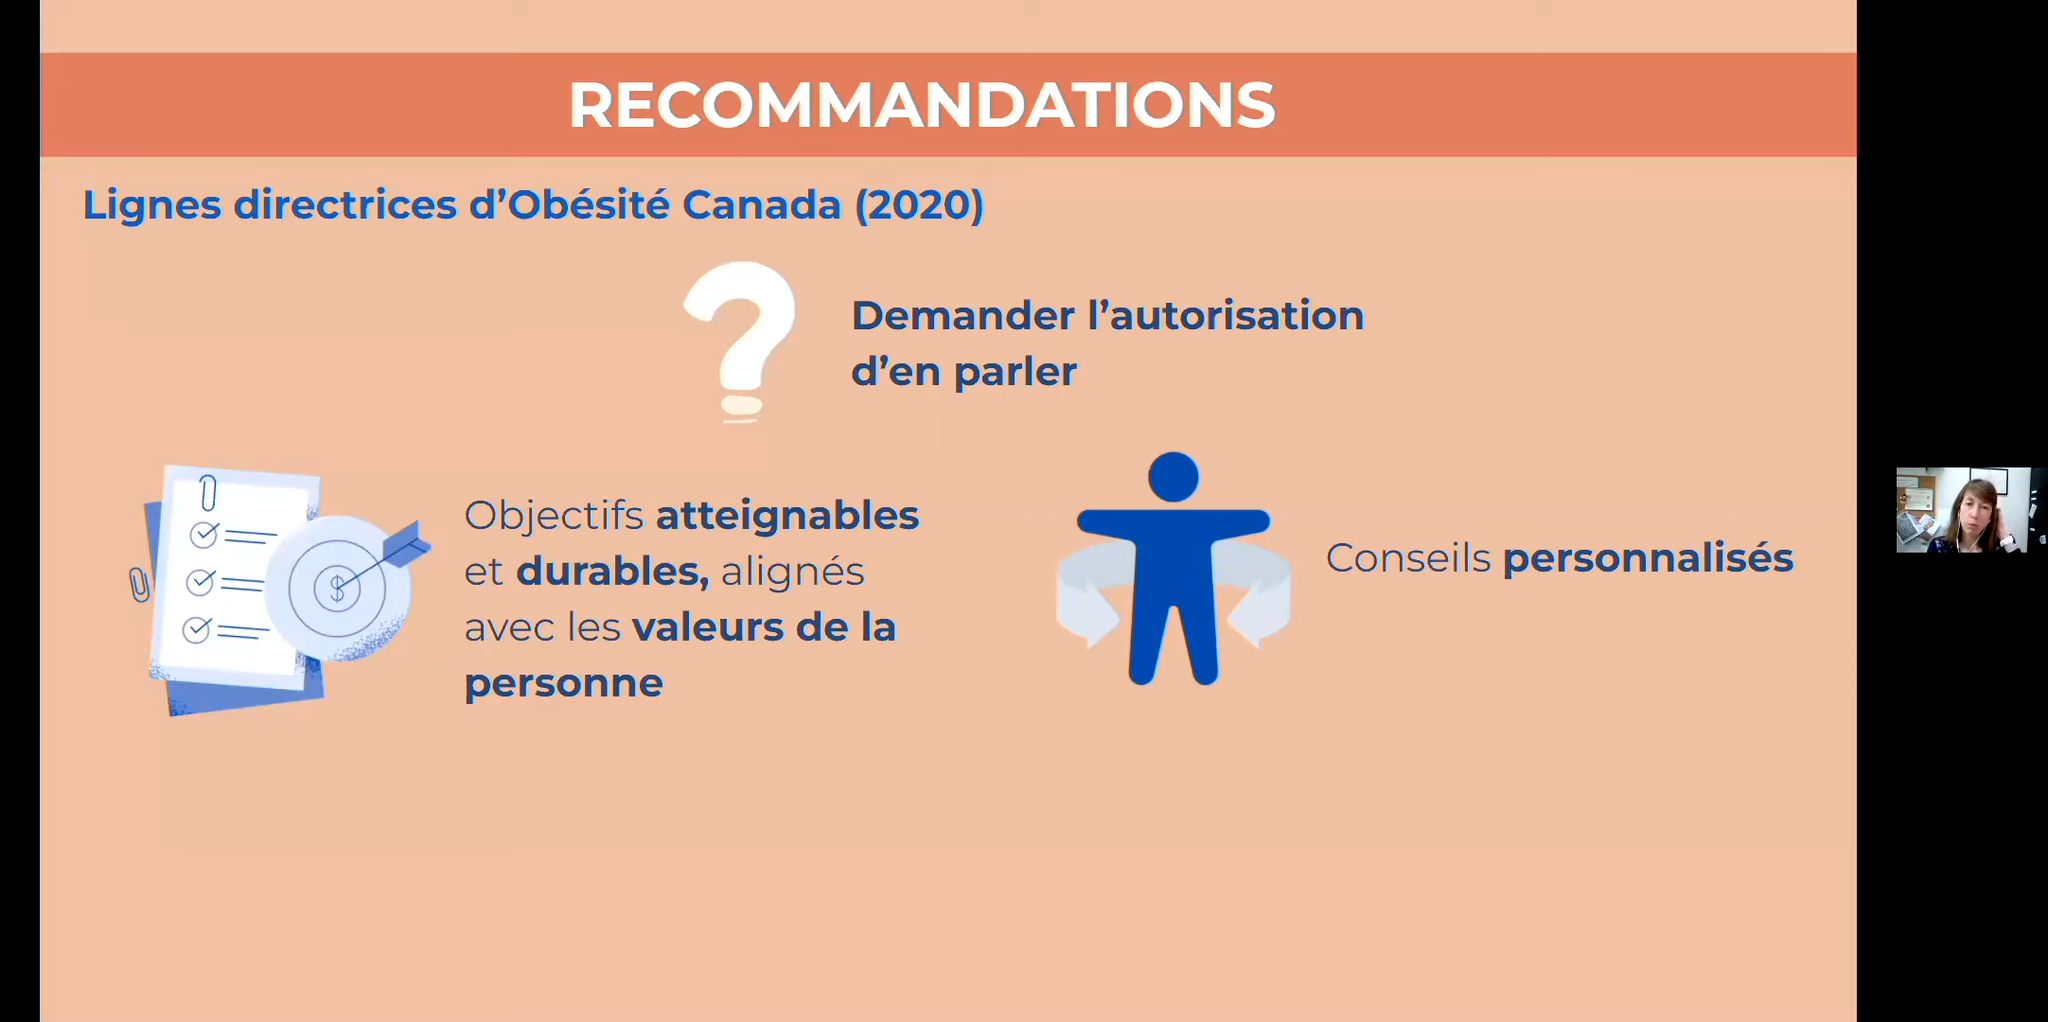 RECOMMANDATIONS
Lignes directrices d’Obésité Canada (2020)
?
Demander l’autorisation
d’en parler
$
Objectifs atteignables
et durables, alignés
avec les valeurs de la
personne
Conseils personnalisés